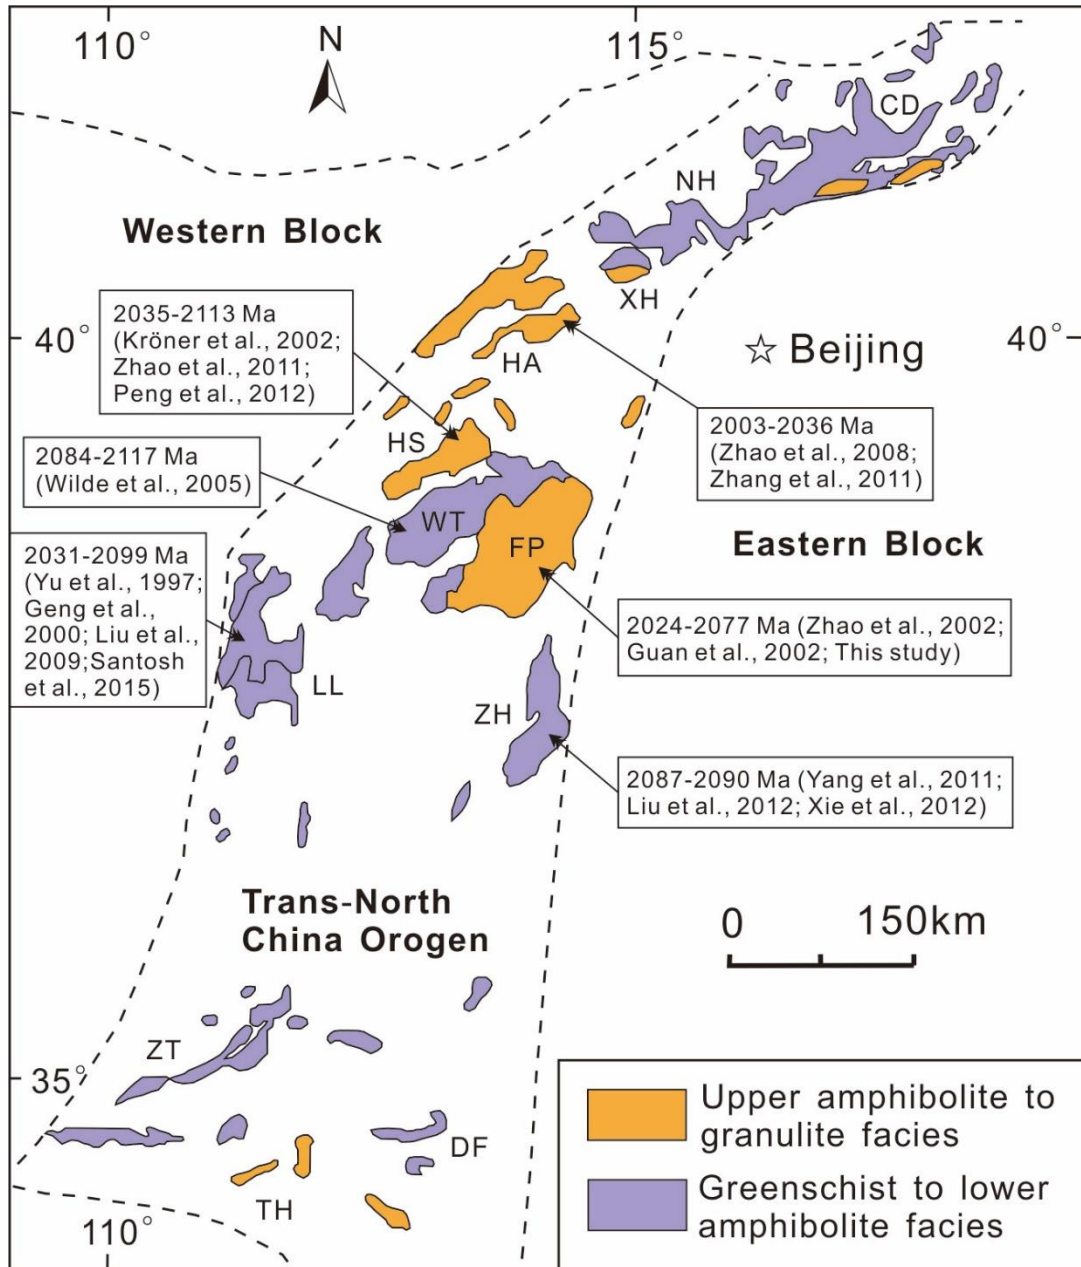 110°
115°
N
CD
NH
Western Block
XH
2035-2113 Ma
(Kröner et al., 2002;
Zhao et al., 2011;
Peng et al., 2012)
40°
40°
☆ Beijing
HA
HS
2003-2036 Ma
(Zhao et al., 2008;
Zhang et al., 2011)
2084-2117 Ma
(Wilde et al., 2005)
WT
FP
Eastern Block
2031-2099 Ma
(Yu et al., 1997;
Geng et al.,
2000; Liu et al.,
2009;Santosh
et al., 2015)
2024-2077 Ma (Zhao et al., 2002;
Guan et al., 2002; This study)
LL
ZH
2087-2090 Ma (Yang et al., 2011;
Liu et al., 2012; Xie et al., 2012)
Trans-North
China Orogen
0 150km
ZT
35°
DF
TH
110°
Upper amphibolite to
granulite facies
Greenschist to lower
amphibolite facies